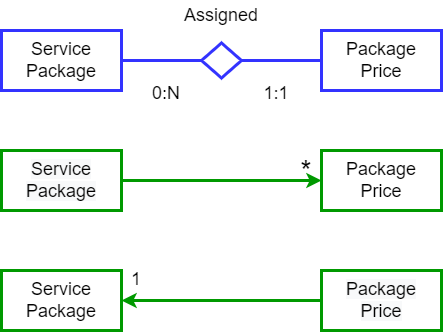 Assigned
Service
Package
Package
Price
0:N
1:1
Service
Package
*
Package
Price
Service
Package
1
Package
Price